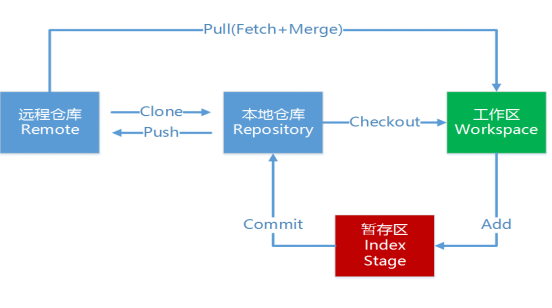 Pull(Fetch+Merge)
远程仓库
Remote
Clone
Push
本地仓库
Repository
Checkout
工作区
Workspace
Commit
暂存区
Index
Stage
Add